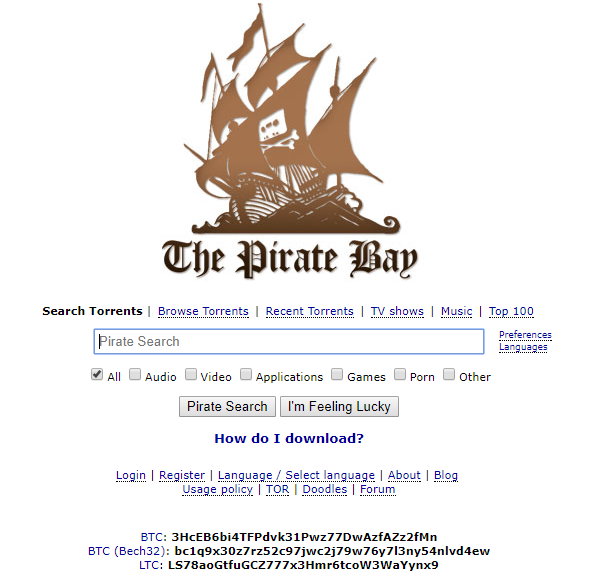 The Pirate Bay
Search Torrents | Browse Torrents | Recent Torrents | TV shows | Music | Top 100
Pirate Search
Preferences
Languages
All Audio Video Applications Games Porn Other
Pirate Search I'm Feeling Lucky
How do I download?
Login | Register | Language / Select language | About | Blog
Usage policy | TOR | Doodles | Forum
BTC: 3HcEB6bi4TFPdvk31Pwz77DwAzfAZz2fMn
BTC (Bech32): bc1q9x30z7rz52c97jwc2j79w76y7l3ny54nlvd4ew
LTC: LS78aoGtfuGCZ777x3Hmr6tcoW3WaYynx9